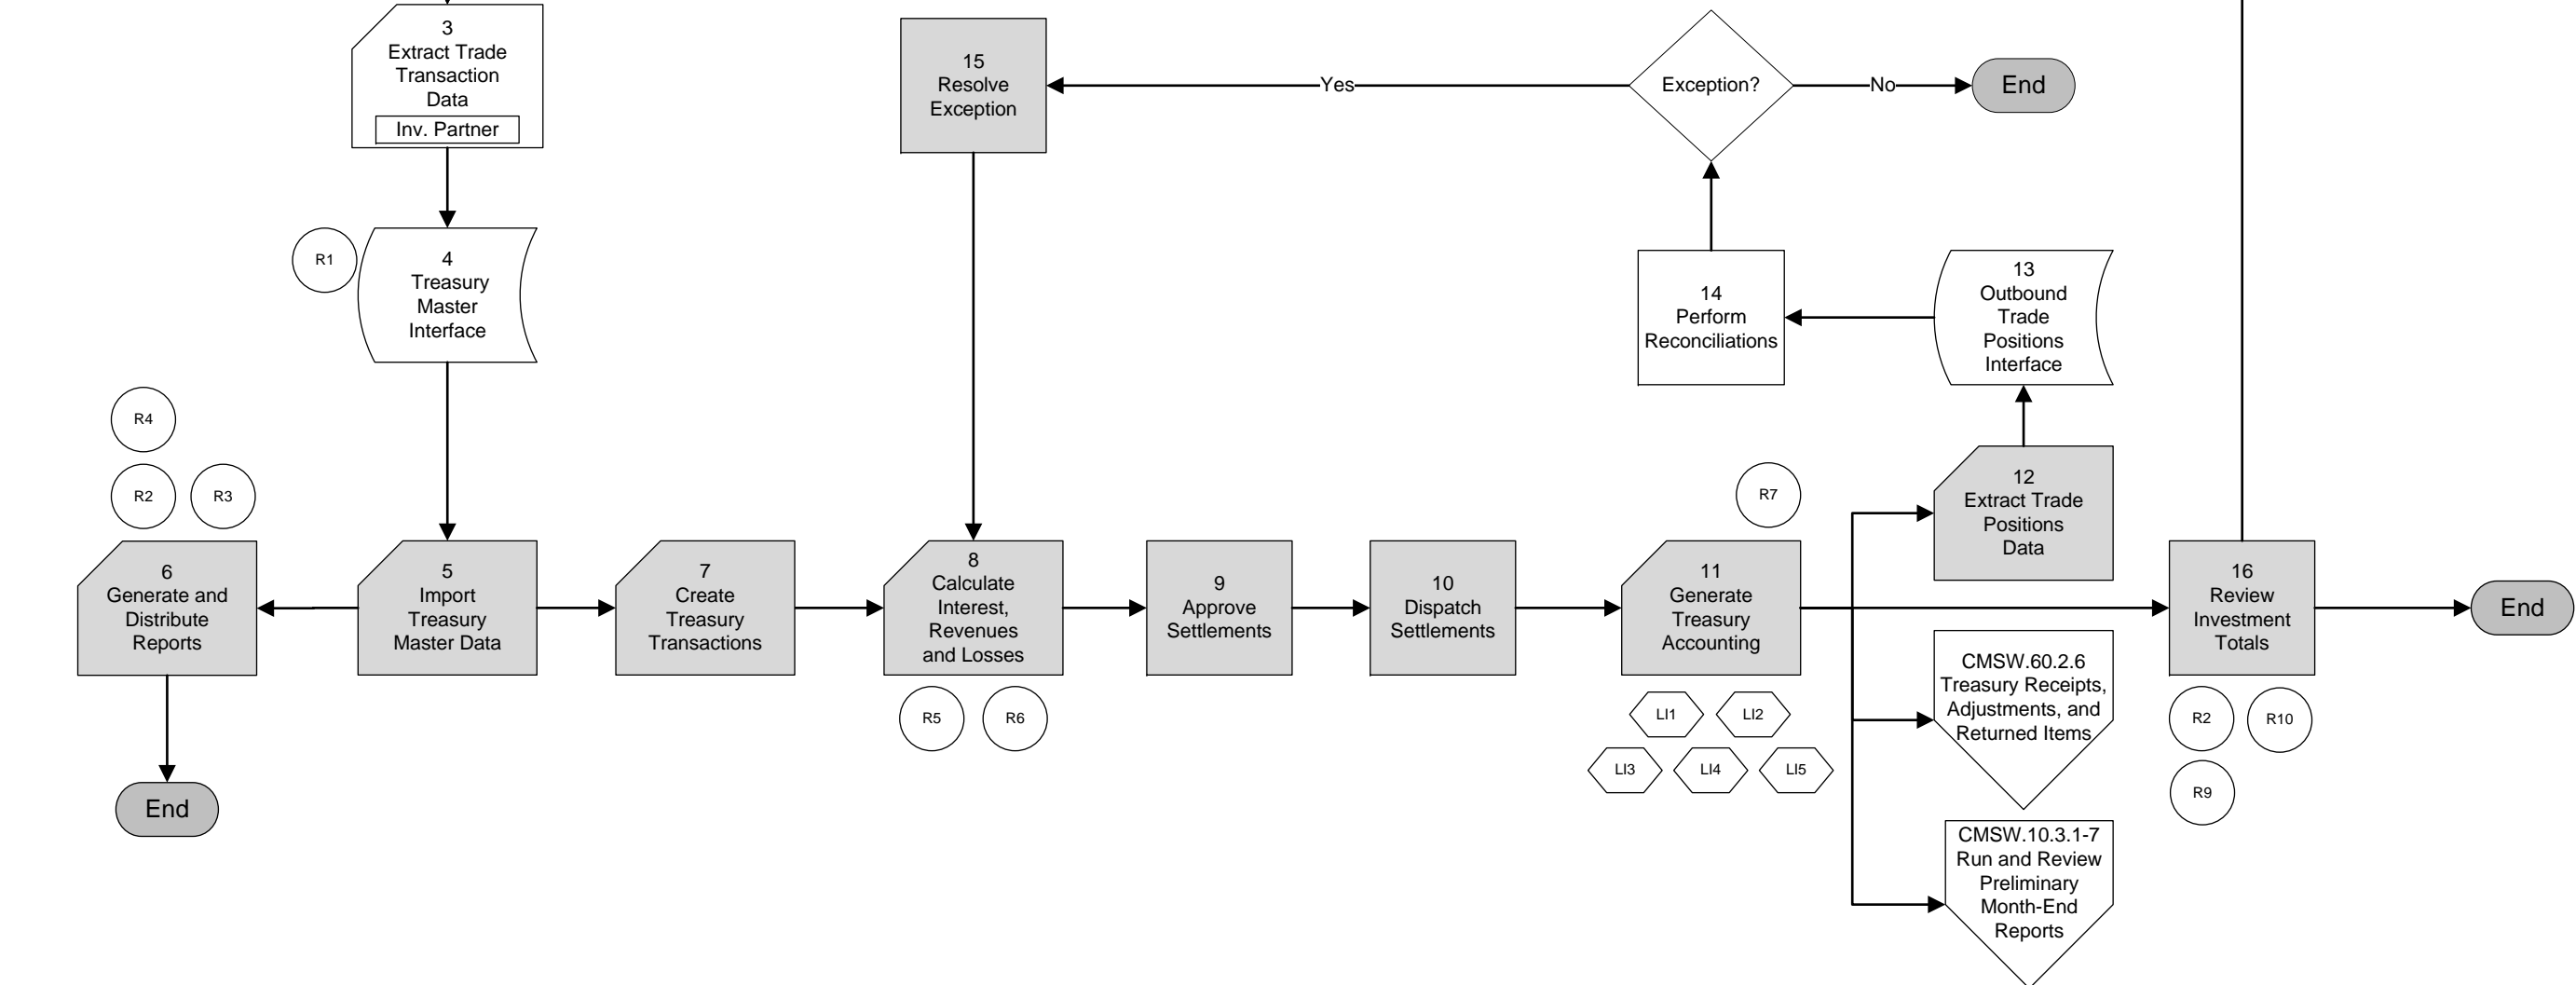 3
Extract Trade
Transaction
Data
Inv. Partner
15
Resolve
Exception
Yes
Exception?
No
End
R1
4
Treasury
Master
Interface
14
Perform
Reconciliations
13
Outbound
Trade
Positions
Interface
R4
R2
R3
R7
12
Extract Trade
Positions
Data
6
Generate and
Distribute
Reports
5
Import
Treasury
Master Data
7
Create
Treasury
Transactions
8
Calculate
Interest,
Revenues
and Losses
9
Approve
Settlements
10
Dispatch
Settlements
11
Generate
Treasury
Accounting
16
Review
Investment
Totals
End
CMSW.60.2.6
Treasury Receipts,
Adjustments, and
Returned Items
R5
R6
LI1
LI2
LI3
LI4
LI5
R2
R10
R9
End
CMSW.10.3.1-7
Run and Review
Preliminary
Month-End
Reports